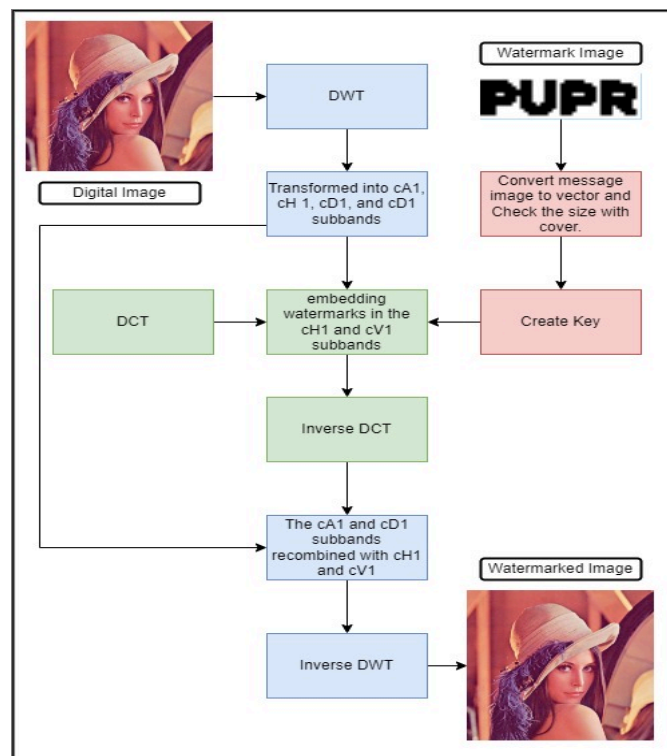 Watermark Image
PUPR
DWT
Digital Image
Transformed into cA1,
cH 1, cD1, and cD1
subbands
Convert message
image to vector and
Check the size with
cover.
DCT
embedding
watermarks in the
cH1 and cV1
subbands
Create Key
Inverse DCT
The cA1 and cD1
subbands
recombined with cH1
and cV1
Watermarked Image
Inverse DWT